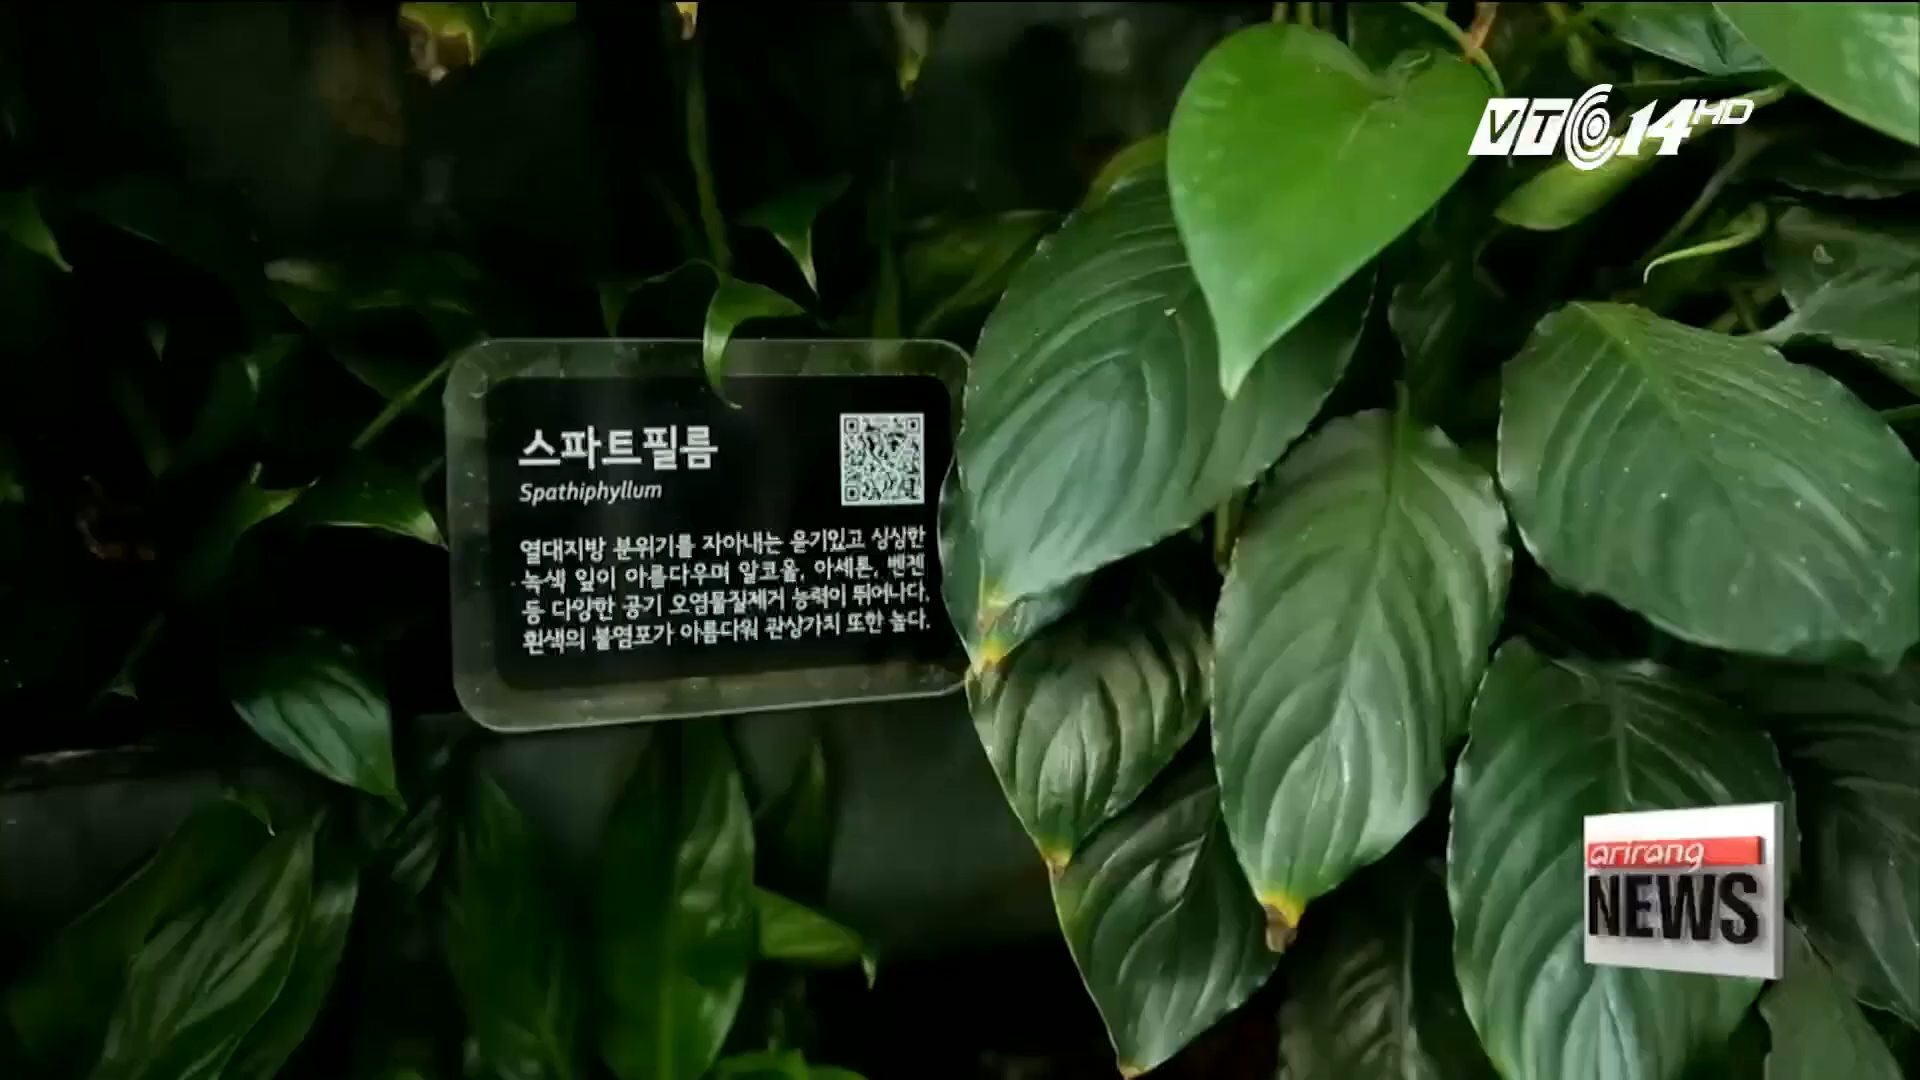 VTC14 HD
스파트필름
Spathiphyllum
열대지방 분위기를 자아내는 윤기있고 싱싱한
녹색 잎이 아름다우며 알코올, 아세톤, 벤젠
등 다양한 공기 오염물질제거 능력이 뛰어나다.
흰색의 불염포가 아름다워 관상가치 또한 높다.
arirang
NEWS